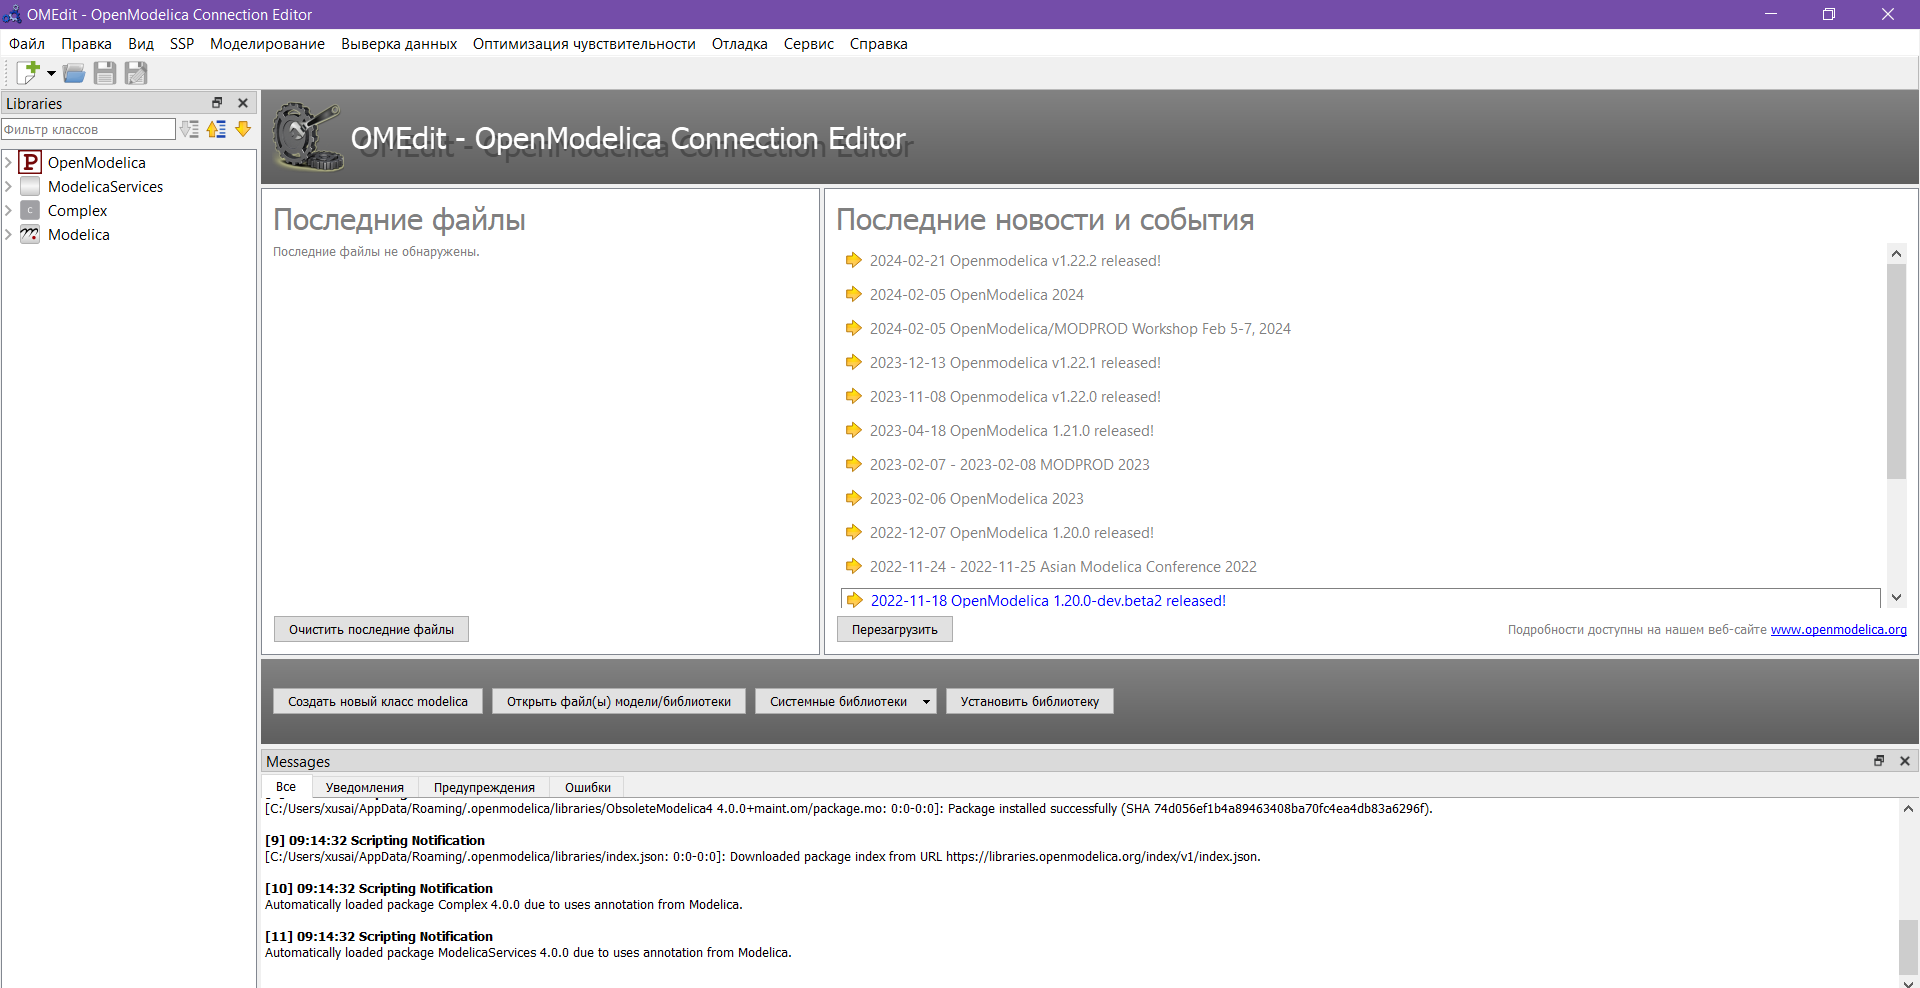 OMEdit - OpenModelica Connection Editor
Файл Правка Вид SSP Моделирование Выверка данных Оптимизация чувствительности Отладка Сервис Справка
Libraries
Фильтр классов
OpenModelica
ModelicaServices
Complex
Modelica
OMEdit - OpenModelica Connection Editor
Последние файлы
Последние файлы не обнаружены.
Очистить последние файлы
Последние новости и события
2024-02-21 Openmodelica v1.22.2 released!
2024-02-05 OpenModelica 2024
2024-02-05 OpenModelica/MODPROD Workshop Feb 5-7, 2024
2023-12-13 Openmodelica v1.22.1 released!
2023-11-08 Openmodelica v1.22.0 released!
2023-04-18 OpenModelica 1.21.0 released!
2023-02-07 - 2023-02-08 MODPROD 2023
2023-02-06 OpenModelica 2023
2022-12-07 OpenModelica 1.20.0 released!
2022-11-24 - 2022-11-25 Asian Modelica Conference 2022
2022-11-18 OpenModelica 1.20.0-dev.beta2 released!
Перезагрузить
Подробности доступны на нашем веб-сайте www.openmodelica.org
Создать новый класс modelica Открыть файл(ы) модели/библиотеки Системные библиотеки Установить библиотеку
Messages
Все Уведомления Предупреждения Ошибки
[C:/Users/xusai/AppData/Roaming/.openmodelica/libraries/ObsoleteModelica4 4.0.0+maint.om/package.mo: 0:0-0:0]: Package installed successfully (SHA 74d056ef1b4a89463408ba70fc4ea4db83a6296f).
[9] 09:14:32 Scripting Notification
[C:/Users/xusai/AppData/Roaming/.openmodelica/libraries/index.json: 0:0-0:0]: Downloaded package index from URL https://libraries.openmodelica.org/index/v1/index.json.
[10] 09:14:32 Scripting Notification
Automatically loaded package Complex 4.0.0 due to uses annotation from Modelica.
[11] 09:14:32 Scripting Notification
Automatically loaded package ModelicaServices 4.0.0 due to uses annotation from Modelica.